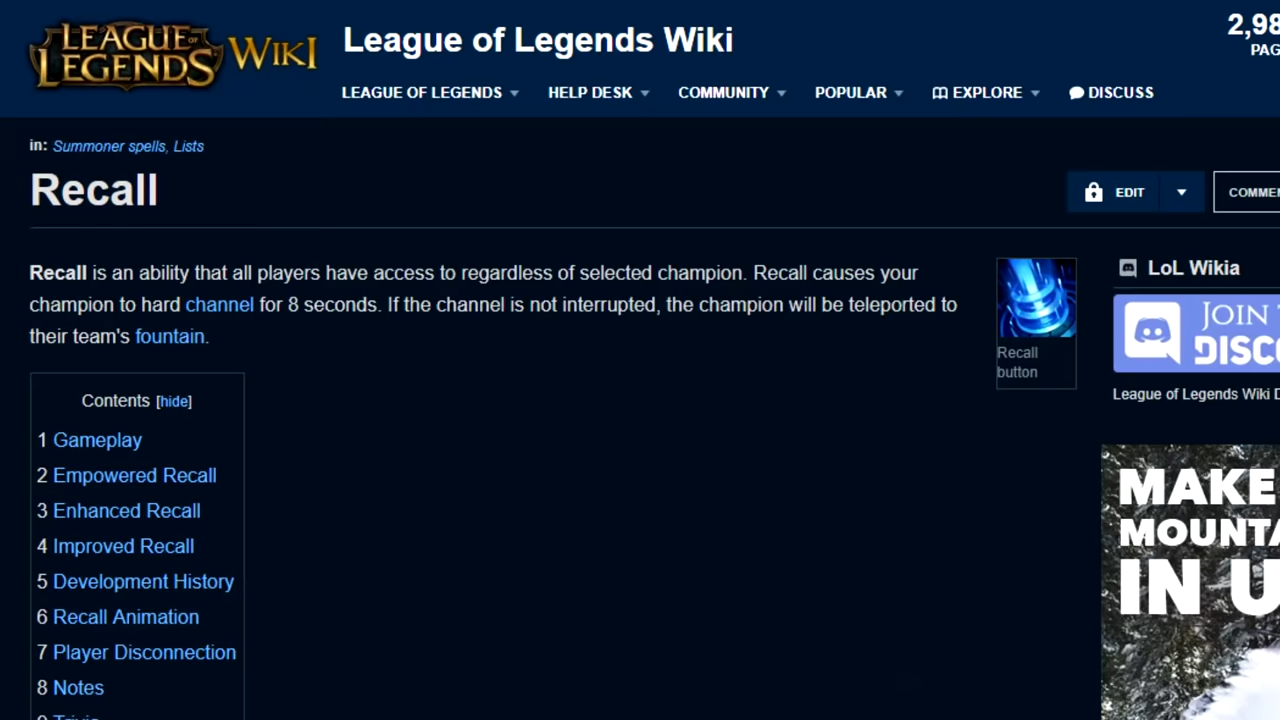 LEAGUE OF LEGENDS WIKI
League of Legends Wiki
2,98
PAG
LEAGUE OF LEGENDS HELP DESK COMMUNITY POPULAR EXPLORE DISCUSS
in: Summoner spells, Lists
Recall
EDIT
COMME
Recall is an ability that all players have access to regardless of selected champion. Recall causes your
champion to hard channel for 8 seconds. If the channel is not interrupted, the champion will be teleported to
their team's fountain.
Recall
button
LoL Wikia
JOIN
DISC
League of Legends Wiki D
Contents [hide]
1 Gameplay
2 Empowered Recall
3 Enhanced Recall
4 Improved Recall
5 Development History
6 Recall Animation
7 Player Disconnection
8 Notes
MAKE
MOUNTA
IN U